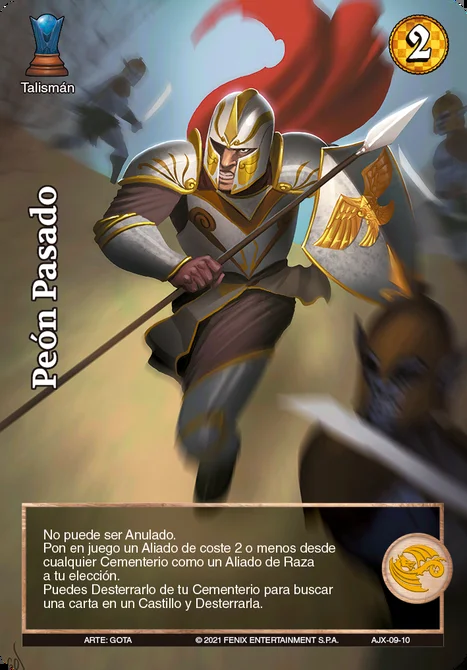 2
Talismán
Peón Pasado
No puede ser Anulado.
Pon en juego un Aliado de coste 2 o menos desde
cualquier Cementerio como un Aliado de Raza
a tu elección.
Puedes Desterrarlo de tu Cementerio para buscar
una carta en un Castillo y Desterrarla.
ARTE: GOTA
© 2021 FENIX ENTERTAINMENT S.P.A.
AJX-09-10